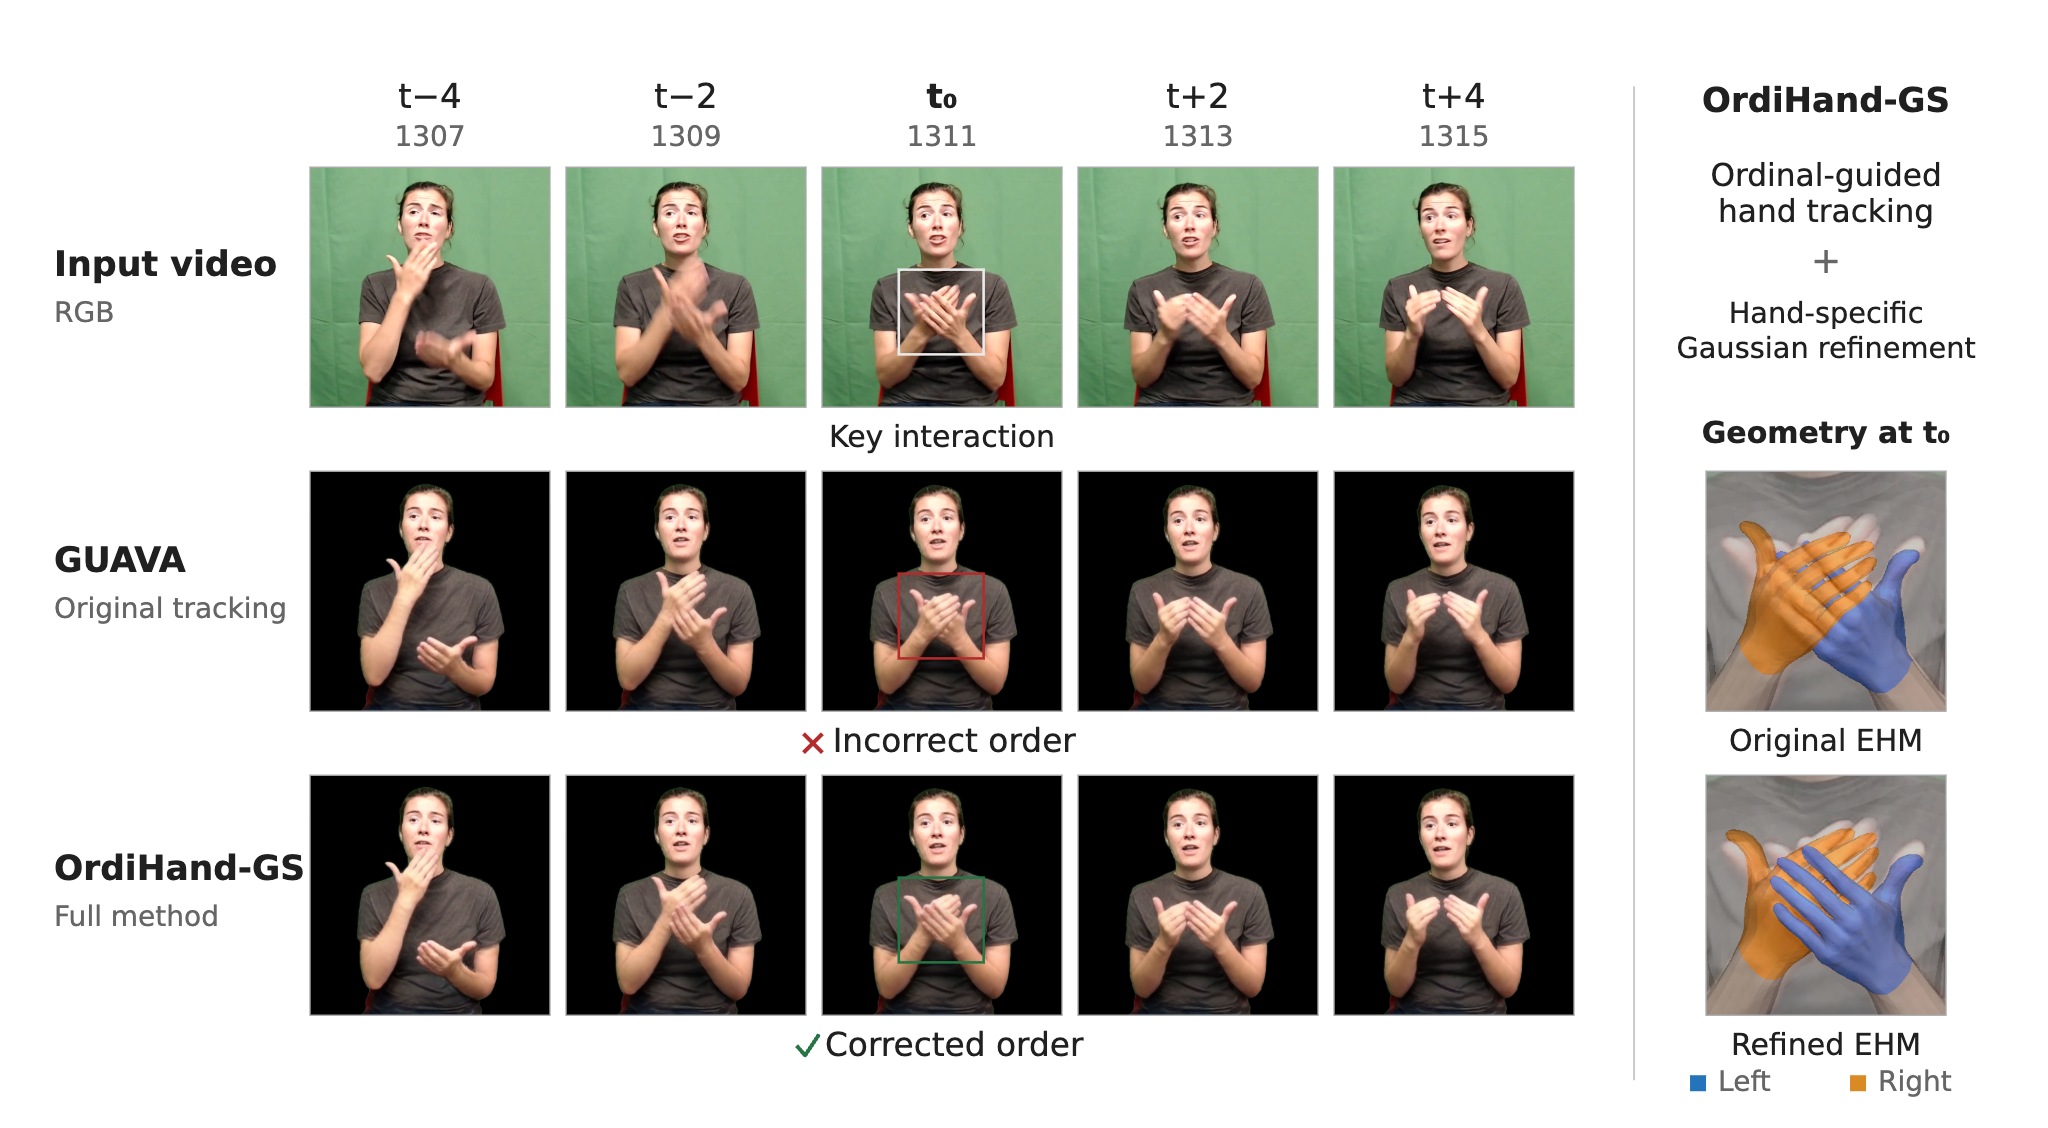 t−4
t−2
t₀
t+2
t+4
1307
1309
1311
1313
1315
Input video
RGB
Key interaction
GUAVA
Original tracking
✕ Incorrect order
OrdiHand-GS
Full method
✓ Corrected order
OrdiHand-GS
Ordinal-guided
hand tracking
+
Hand-specific
Gaussian refinement
Geometry at t₀
Original EHM
Refined EHM
Left
Right